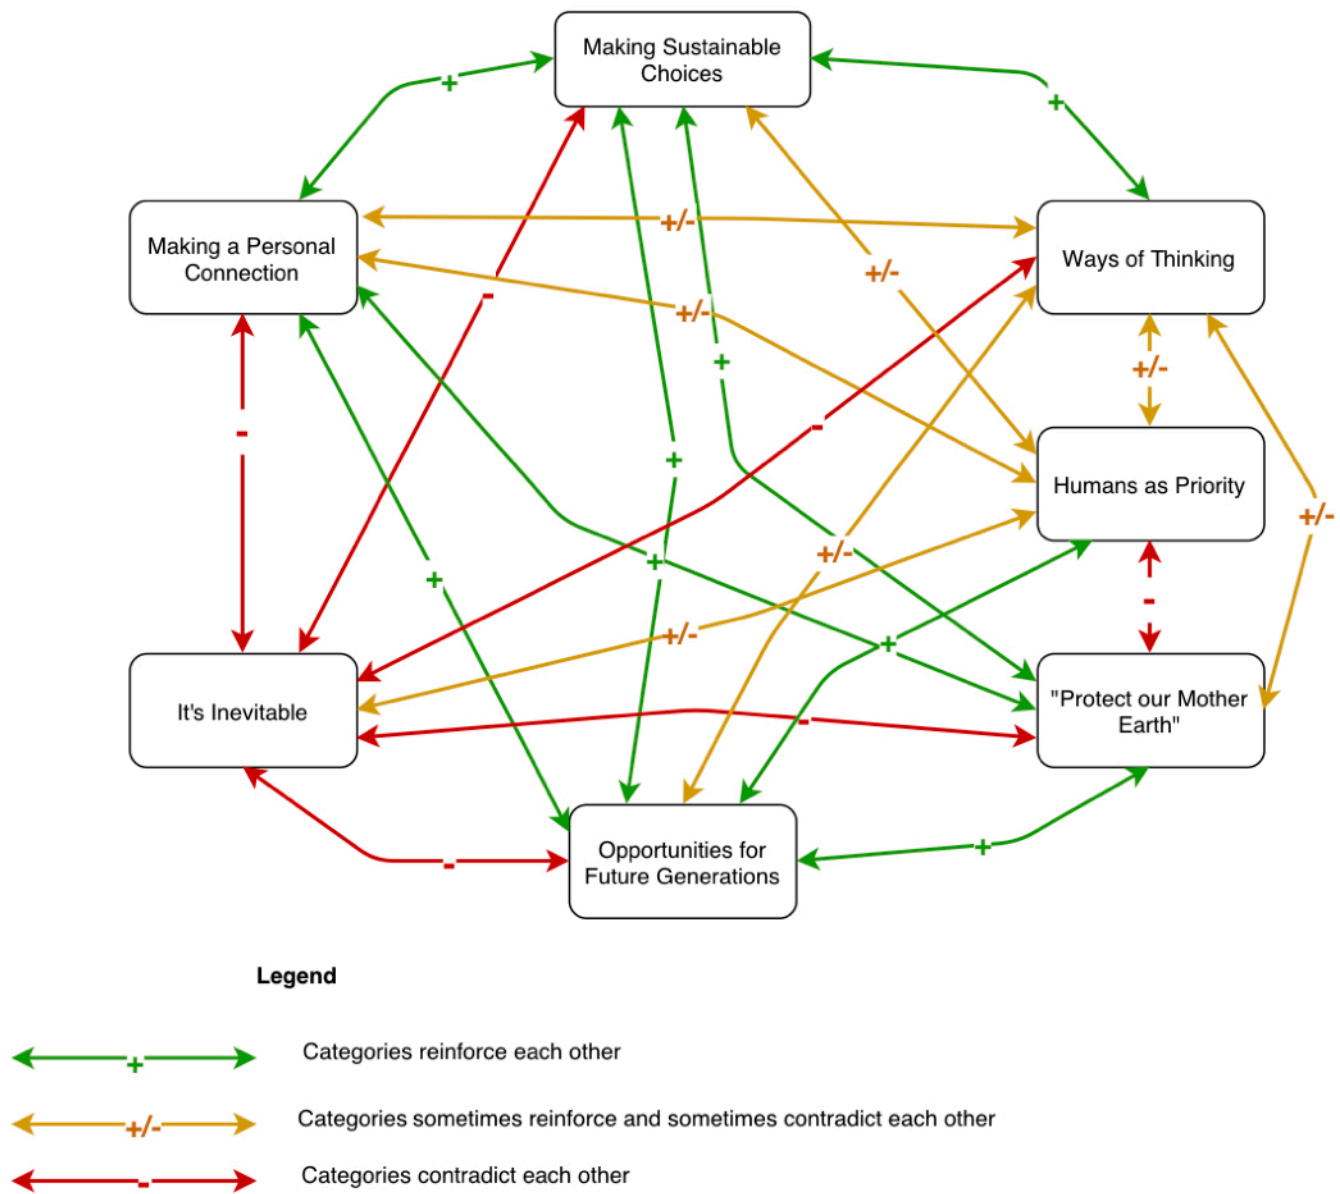 Making Sustainable
Choices
+
+
Making a Personal
Connection
+/-
Ways of Thinking
+/-
-
+/-
+
+/-
-
-
+
Humans as Priority
+/-
+/-
+
+
-
+/-
+
It's Inevitable
"Protect our Mother
Earth"
-
Opportunities for
Future Generations
+
-
Legend
+
Categories reinforce each other
+/-
Categories sometimes reinforce and sometimes contradict each other
-
Categories contradict each other